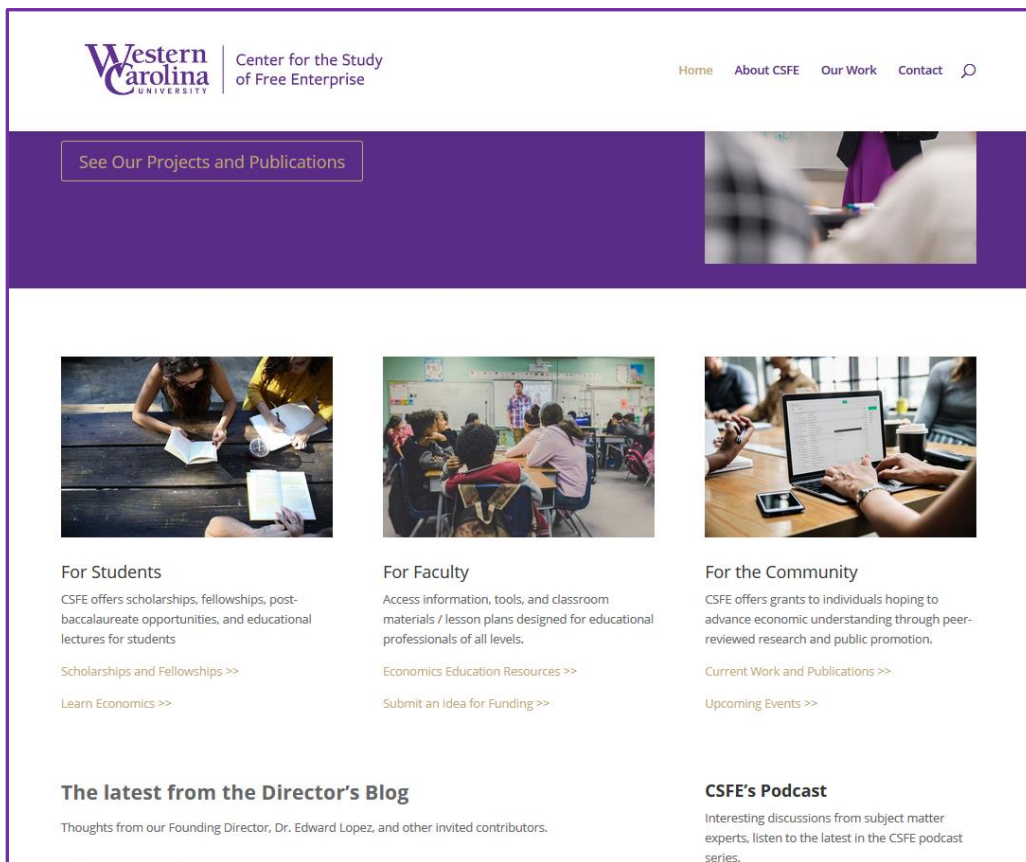 Western
Carolina
UNIVERSITY
Center for the Study
of Free Enterprise
Home About CSFE Our Work Contact
See Our Projects and Publications
For Students
CSFE offers scholarships, fellowships, post-
baccalaureate opportunities, and educational
lectures for students
Scholarships and Fellowships >>
Learn Economics >>
For Faculty
Access information, tools, and classroom
materials / lesson plans designed for educational
professionals of all levels.
Economics Education Resources >>
Submit an Idea for Funding >>
For the Community
CSFE offers grants to individuals hoping to
advance economic understanding through peer-
reviewed research and public promotion.
Current Work and Publications >>
Upcoming Events >>
The latest from the Director's Blog
Thoughts from our Founding Director, Dr. Edward Lopez, and other invited contributors.
CSFE's Podcast
Interesting discussions from subject matter
experts, listen to the latest in the CSFE podcast
series.